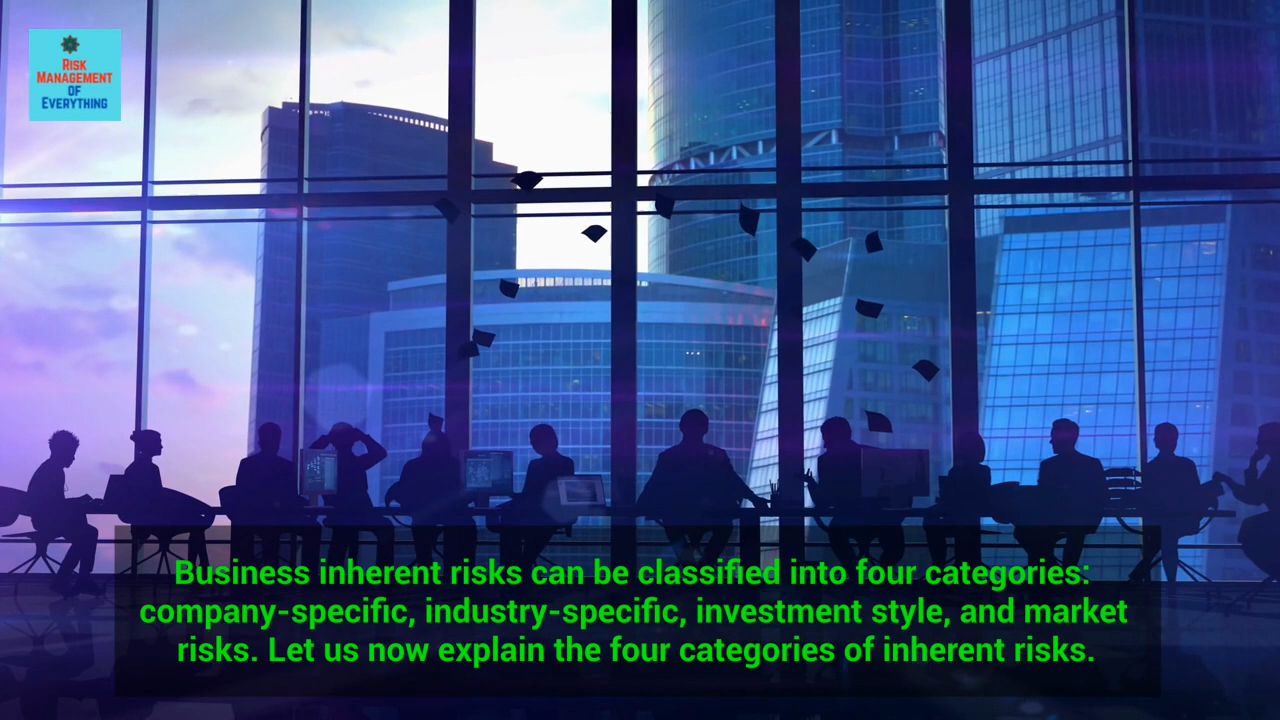 Risk
Management
of
Everything
Business inherent risks can be classified into four categories:
company-specific, industry-specific, investment style, and market
risks. Let us now explain the four categories of inherent risks.